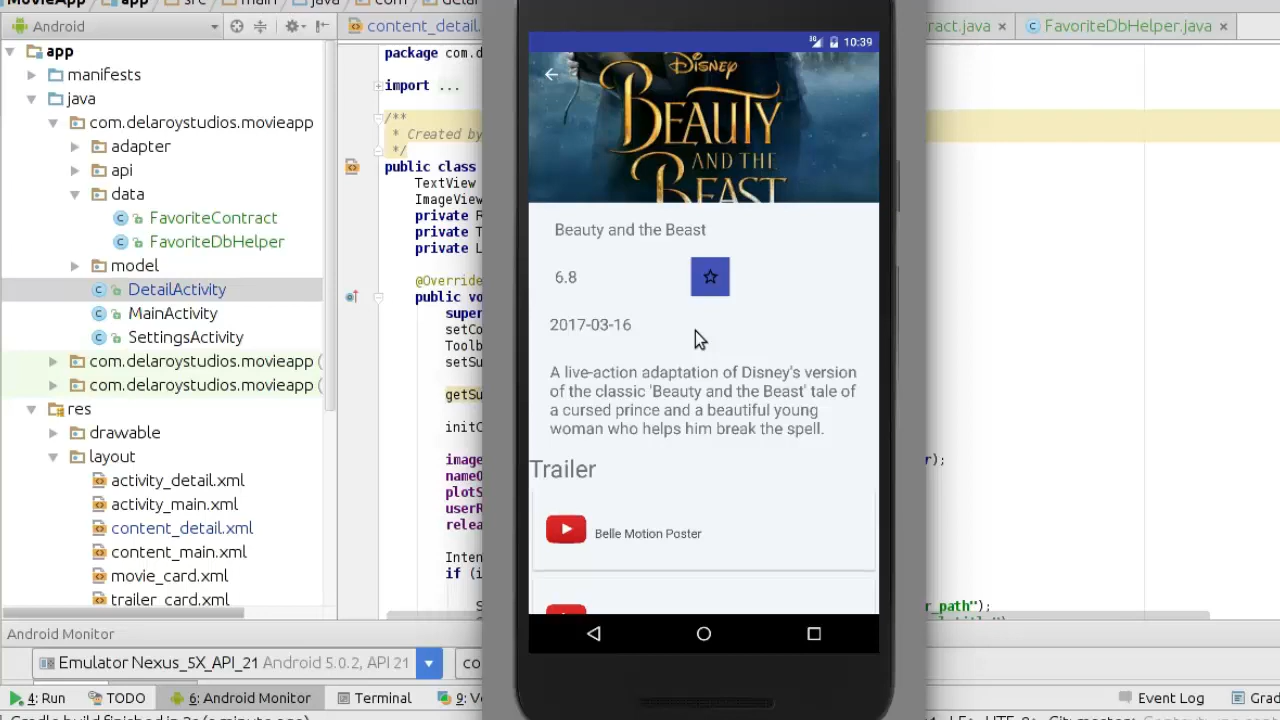 MovieApp app src main java com
Android
app
manifests
java
com.delaroystudios.movieapp
adapter
api
data
FavoriteContract
FavoriteDbHelper
model
DetailActivity
MainActivity
SettingsActivity
com.delaroystudios.movieapp (
com.delaroystudios.movieapp (
res
drawable
layout
activity_detail.xml
activity_main.xml
content_detail.xml
content_main.xml
movie_card.xml
trailer_card.xml
content_detail.
FavoriteDbHelper.java
package com.d
import ...
/**
* Created by
*/
public class
TextView
ImageView
private
private
private
@Override
public vo
super
setCo
Toolb
setSu
getSu
initC
image
nameO
plotS
userR
relea
Inten
if (i
);
r_path");
10:39
Disney
BEAUTY
AND THE
BEAST
Beauty and the Beast
6.8
2017-03-16
A live-action adaptation of Disney's version
of the classic 'Beauty and the Beast' tale of
a cursed prince and a beautiful young
woman who helps him break the spell.
Trailer
Belle Motion Poster
Android Monitor
Emulator Nexus_5X_API_21 Android 5.0.2, API 21
co
4: Run TODO 6: Android Monitor Terminal 9: Ve
Event Log Grad